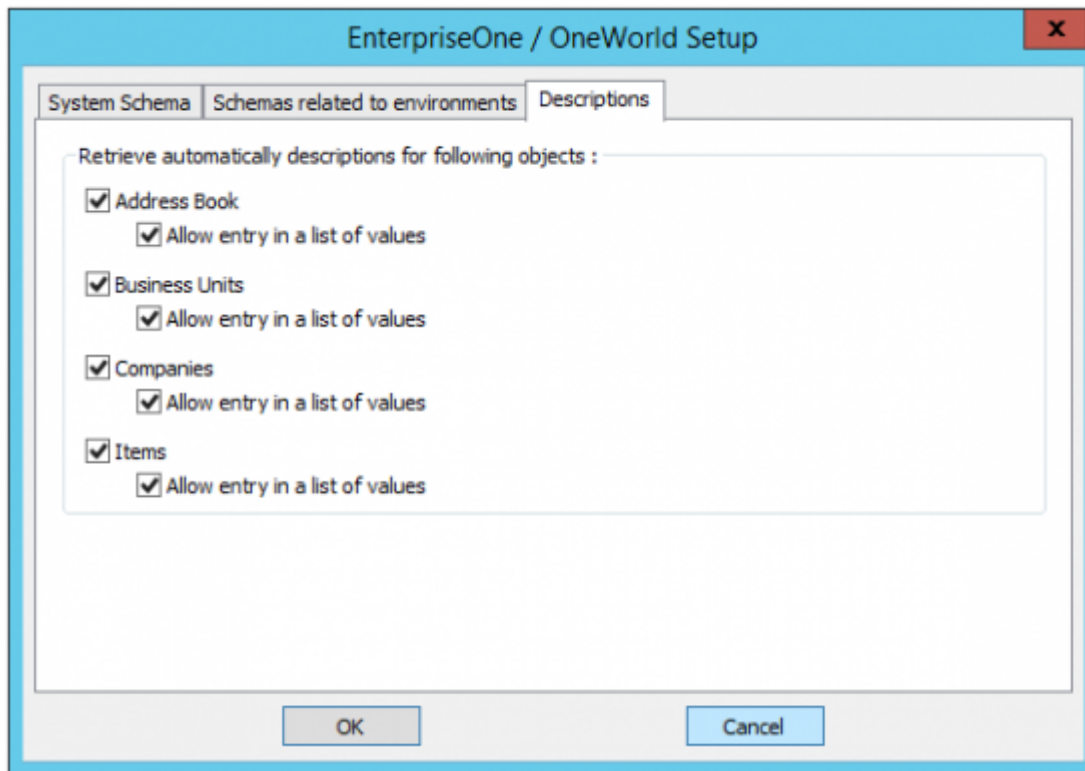 EnterpriseOne / OneWorld Setup
x
System Schema Schemas related to environments Descriptions
Retrieve automatically descriptions for following objects :
Address Book
Allow entry in a list of values
Business Units
Allow entry in a list of values
Companies
Allow entry in a list of values
Items
Allow entry in a list of values
OK Cancel